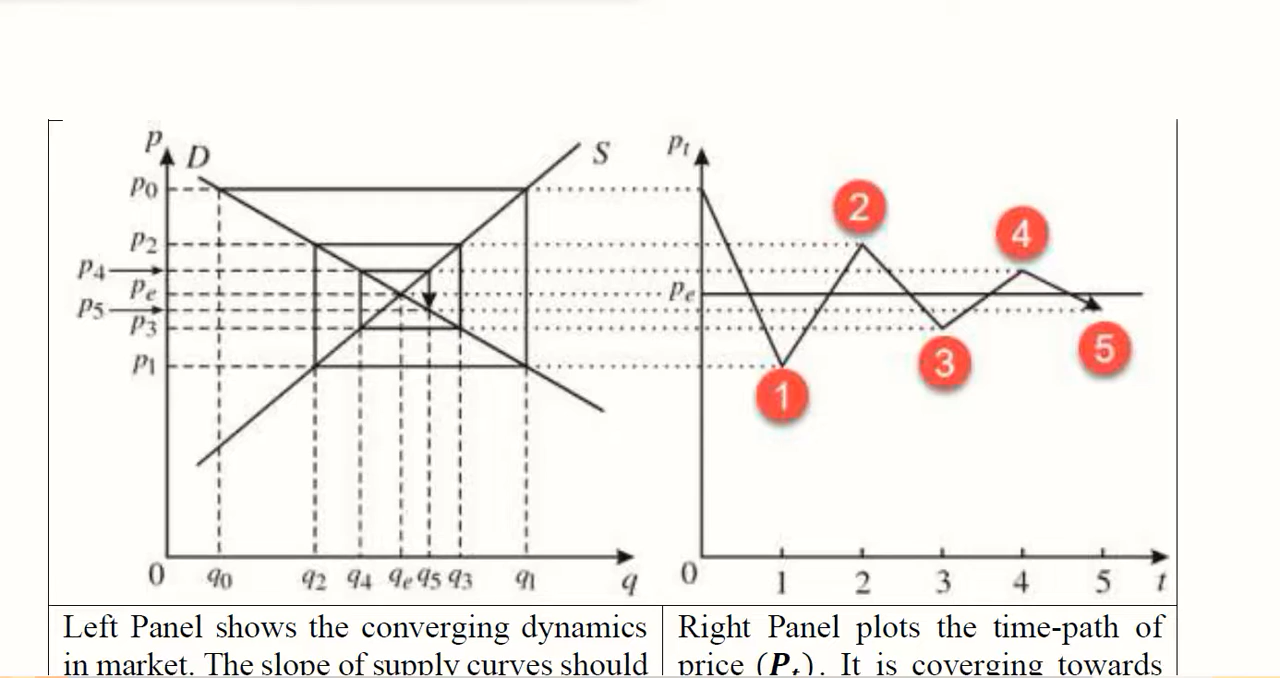 p D S
p0
p2
p4
pe
p5
p3
p1
0 q0 q2 q4 qe q5 q3 q1 q
pt
2
4
pe
3
5
1
0 1 2 3 4 5 t
Left Panel shows the converging dynamics
in market. The slope of supply curves should
Right Panel plots the time-path of
price (Pt). It is coverging towards